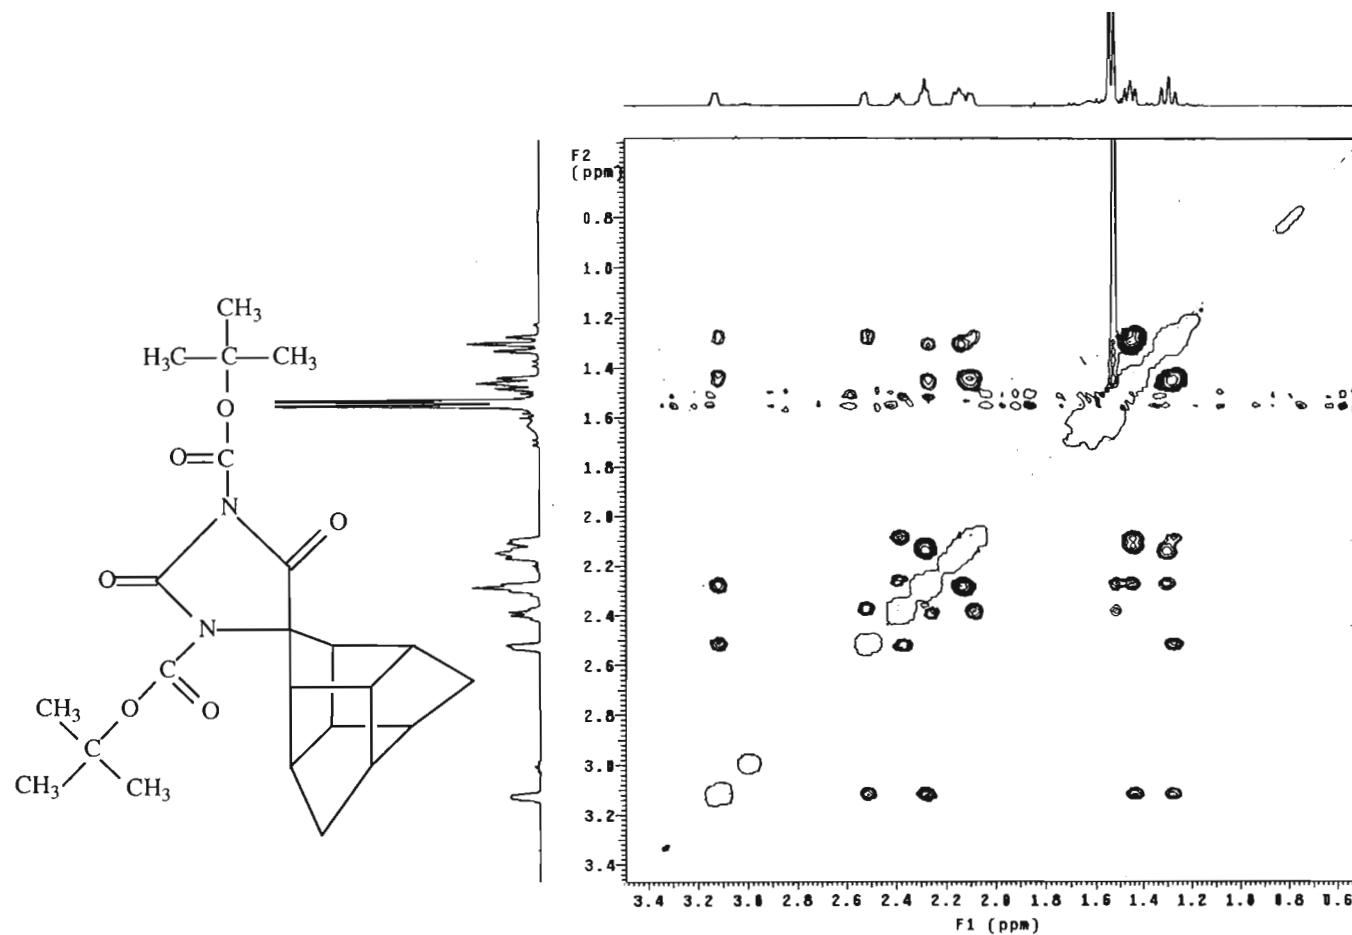 F2
(ppm)
0.8
1.0
1.2
1.4
1.6
1.8
2.0
2.2
2.4
2.6
2.8
3.0
3.2
3.4
3.4 3.0 2.6 2.2 1.8 1.4 1.0 0.6
3.2 2.8 2.4 2.0 1.6 1.2 0.8
F1 (ppm)
CH3
H3C C CH3
O
O C
N
O
O
N
C
O
O
CH3
C
CH3 CH3